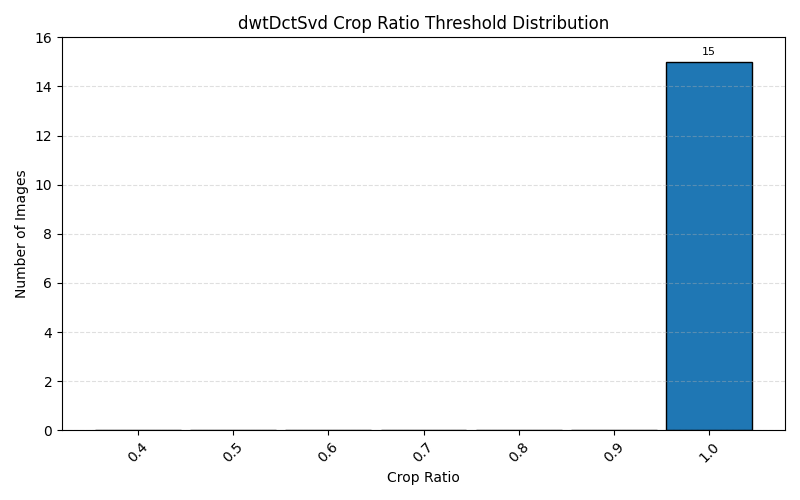 dwtDctSvd Crop Ratio Threshold Distribution
16
15
14
12
10
8
6
4
2
0
Number of Images
0.4 0.5 0.6 0.7 0.8 0.9 1.0
Crop Ratio